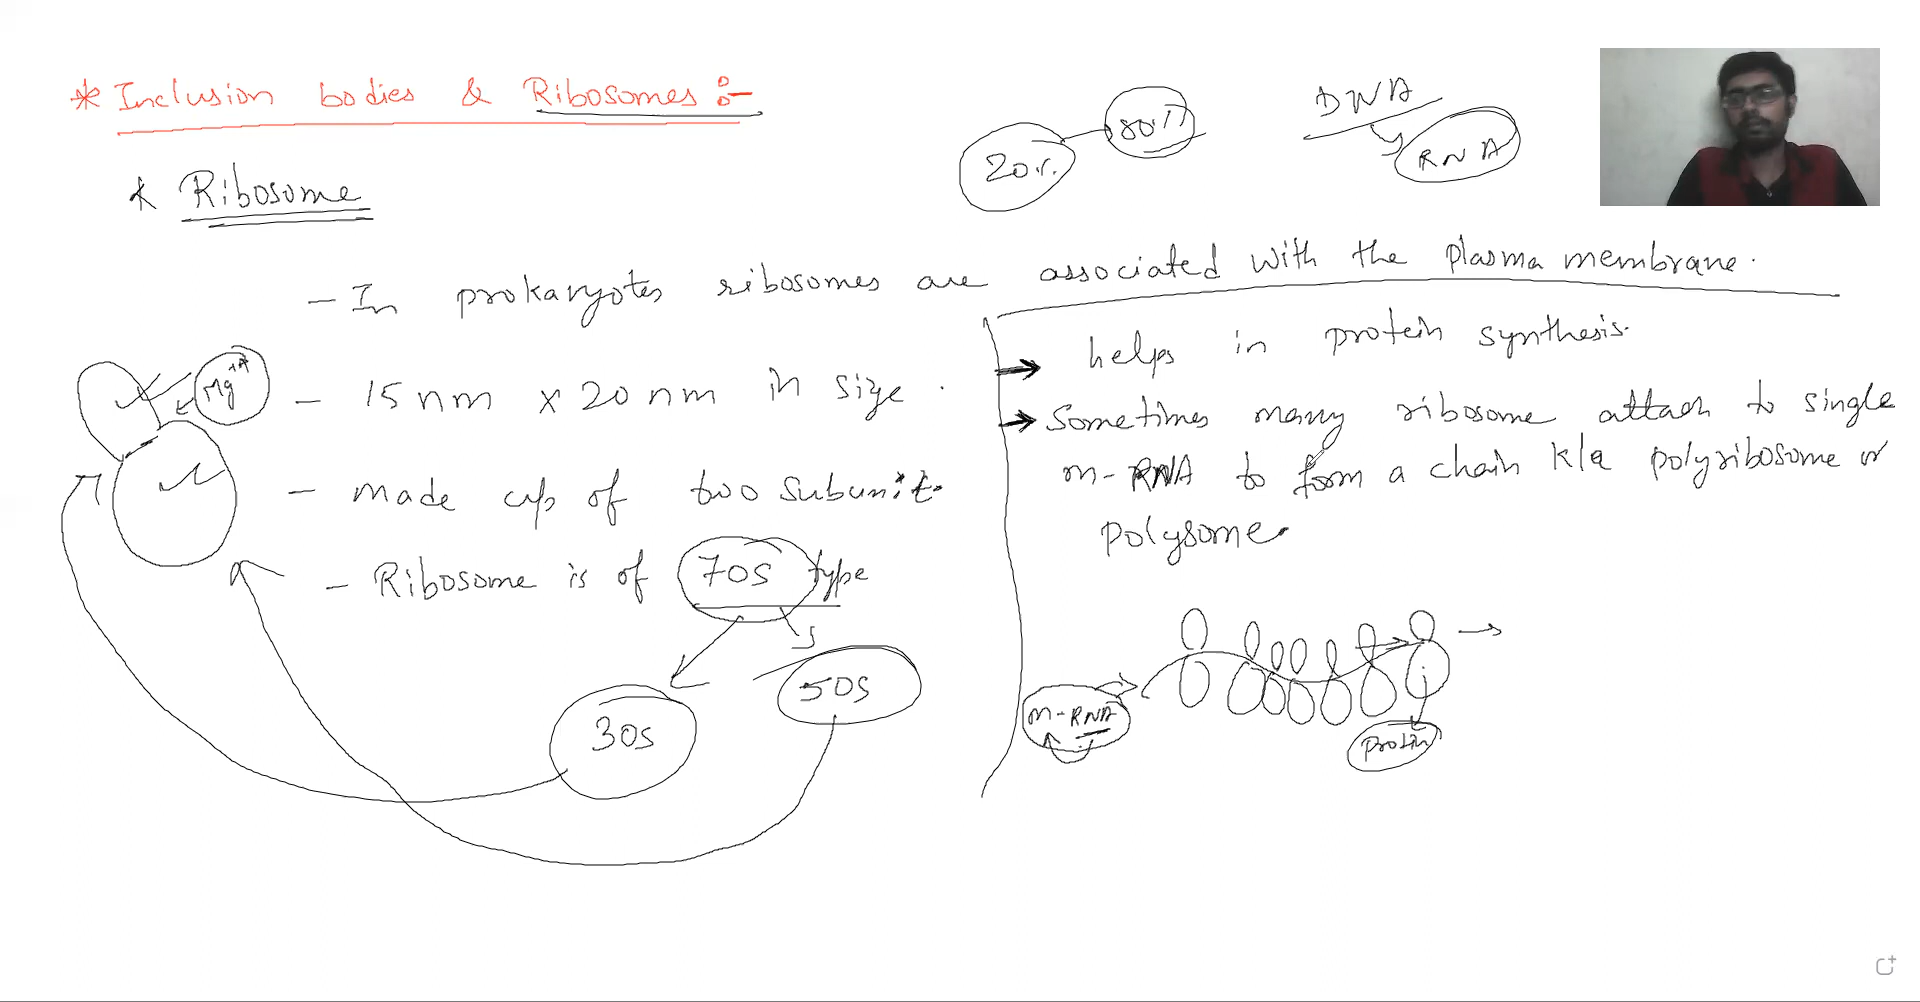 * Inclusion bodies & Ribosomes :-
20%. 80%
DNA
RNA
* Ribosome
- In prokaryotes ribosomes are associated with the plasma membrane.
Mg++
- 15 nm x 20 nm in size.
- made up of two subunit.
- Ribosome is of 70S type
30S
50S
→ helps in protein synthesis.
→ Sometimes many ribosome attach to single
m-RNA to form a chain k/a polyribosome or
polysome.
m-RNA
protin